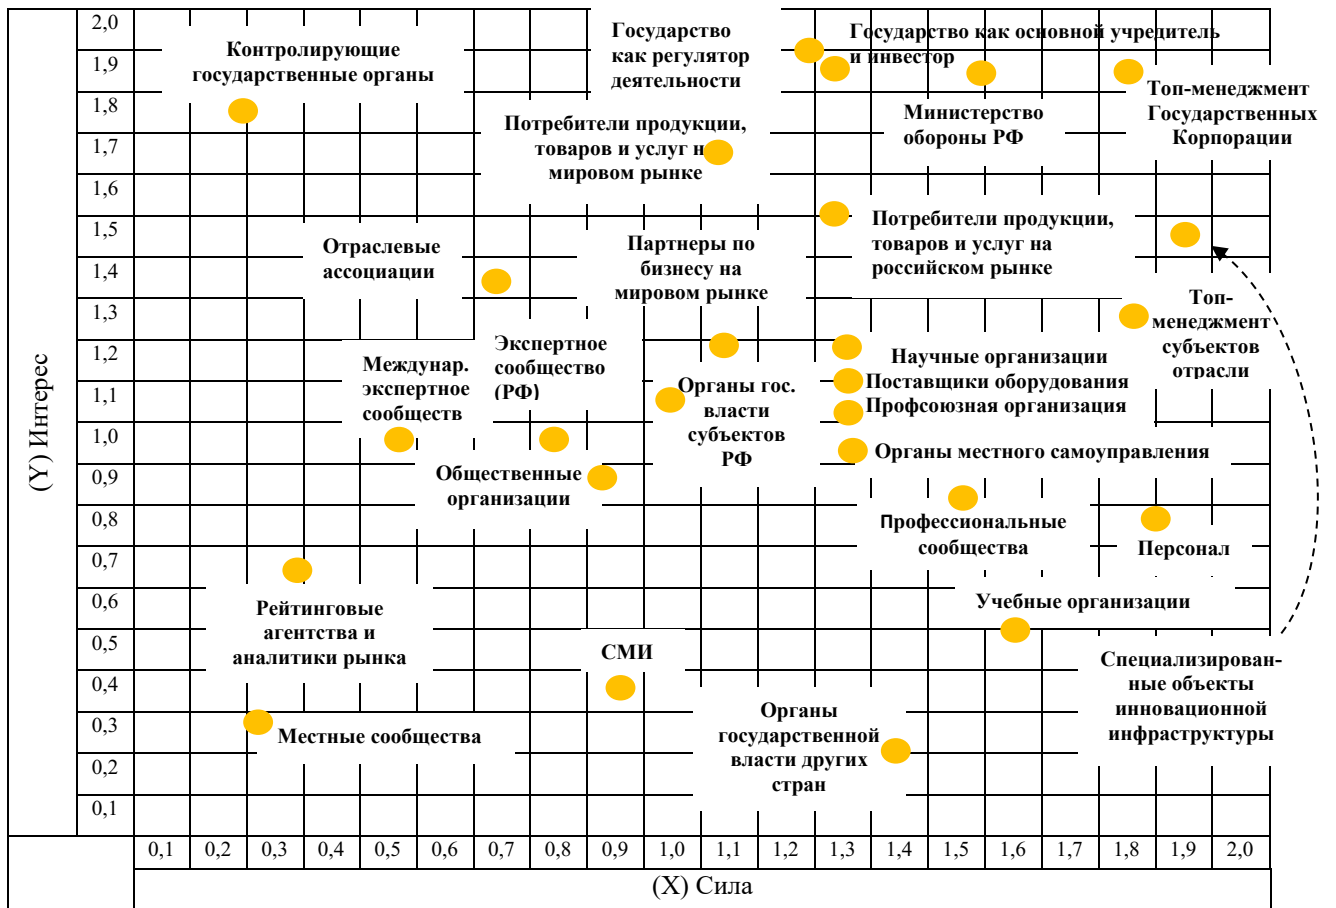 2,0
1,9
1,8
1,7
1,6
1,5
1,4
1,3
1,2
1,1
1,0
0,9
0,8
0,7
0,6
0,5
0,4
0,3
0,2
0,1
(Y) Интерес
Контролирующие
государственные органы
Государство
как регулятор
деятельности
Государство как основной учредитель
и инвестор
Министерство
обороны РФ
Топ-менеджмент
Государственных
Корпорации
Потребители продукции,
товаров и услуг н
мировом рынке
Потребители продукции,
товаров и услуг на
российском рынке
Отраслевые
ассоциации
Партнеры по
бизнесу на
мировом рынке
Топ-
менеджмент
субъектов
отрасли
Экспертное
сообщество
(РФ)
Междунар.
экспертное
сообществ
Органы гос.
власти
субъектов
РФ
Научные организации
Поставщики оборудования
Профсоюзная организация
Органы местного самоуправления
Общественные
организации
Профессиональные
сообщества
Персонал
Учебные организации
Рейтинговые
агентства и
аналитики рынка
СМИ
Специализирован-
ные объекты
инновационной
инфраструктуры
Местные сообщества
Органы
государственной
власти других
стран
0,1 0,2 0,3 0,4 0,5 0,6 0,7 0,8 0,9 1,0 1,1 1,2 1,3 1,4 1,5 1,6 1,7 1,8 1,9 2,0
(X) Сила